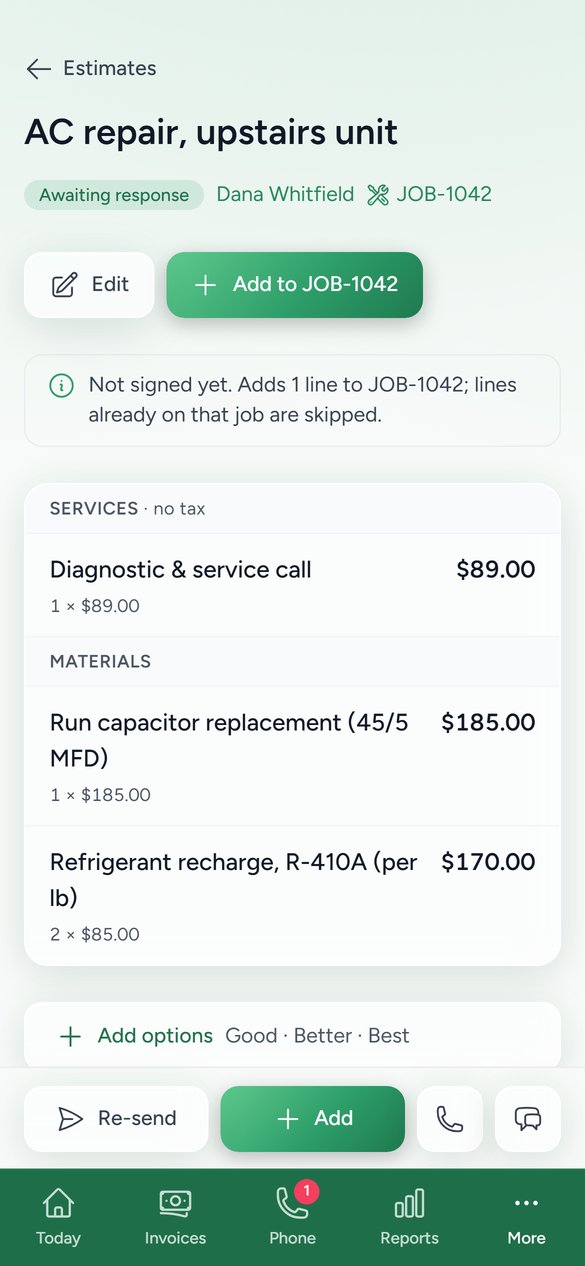 Estimates
AC repair, upstairs unit
Awaiting response Dana Whitfield JOB-1042
Edit
Add to JOB-1042
Not signed yet. Adds 1 line to JOB-1042; lines
already on that job are skipped.
SERVICES · no tax
Diagnostic & service call $89.00
1 × $89.00
MATERIALS
Run capacitor replacement (45/5 $185.00
MFD)
1 × $185.00
Refrigerant recharge, R-410A (per $170.00
lb)
2 × $85.00
Add options Good · Better · Best
Re-send
Add
1
Today Invoices Phone Reports More